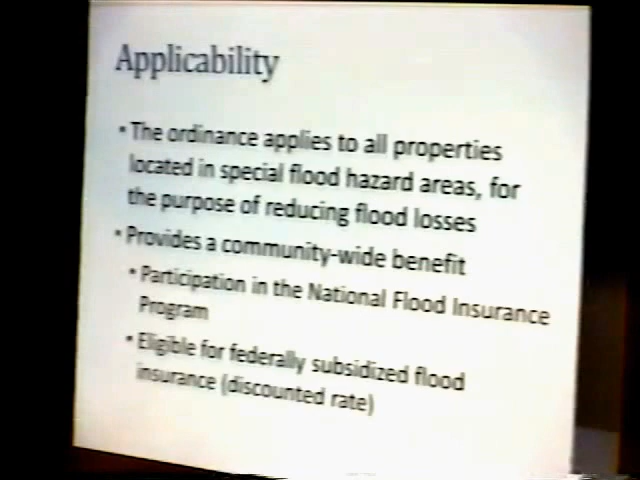 Applicability
• The ordinance applies to all properties
located in special flood hazard areas, for
the purpose of reducing flood losses
• Provides a community-wide benefit
• Participation in the National Flood Insurance
Program
• Eligible for federally subsidized flood
insurance (discounted rate)